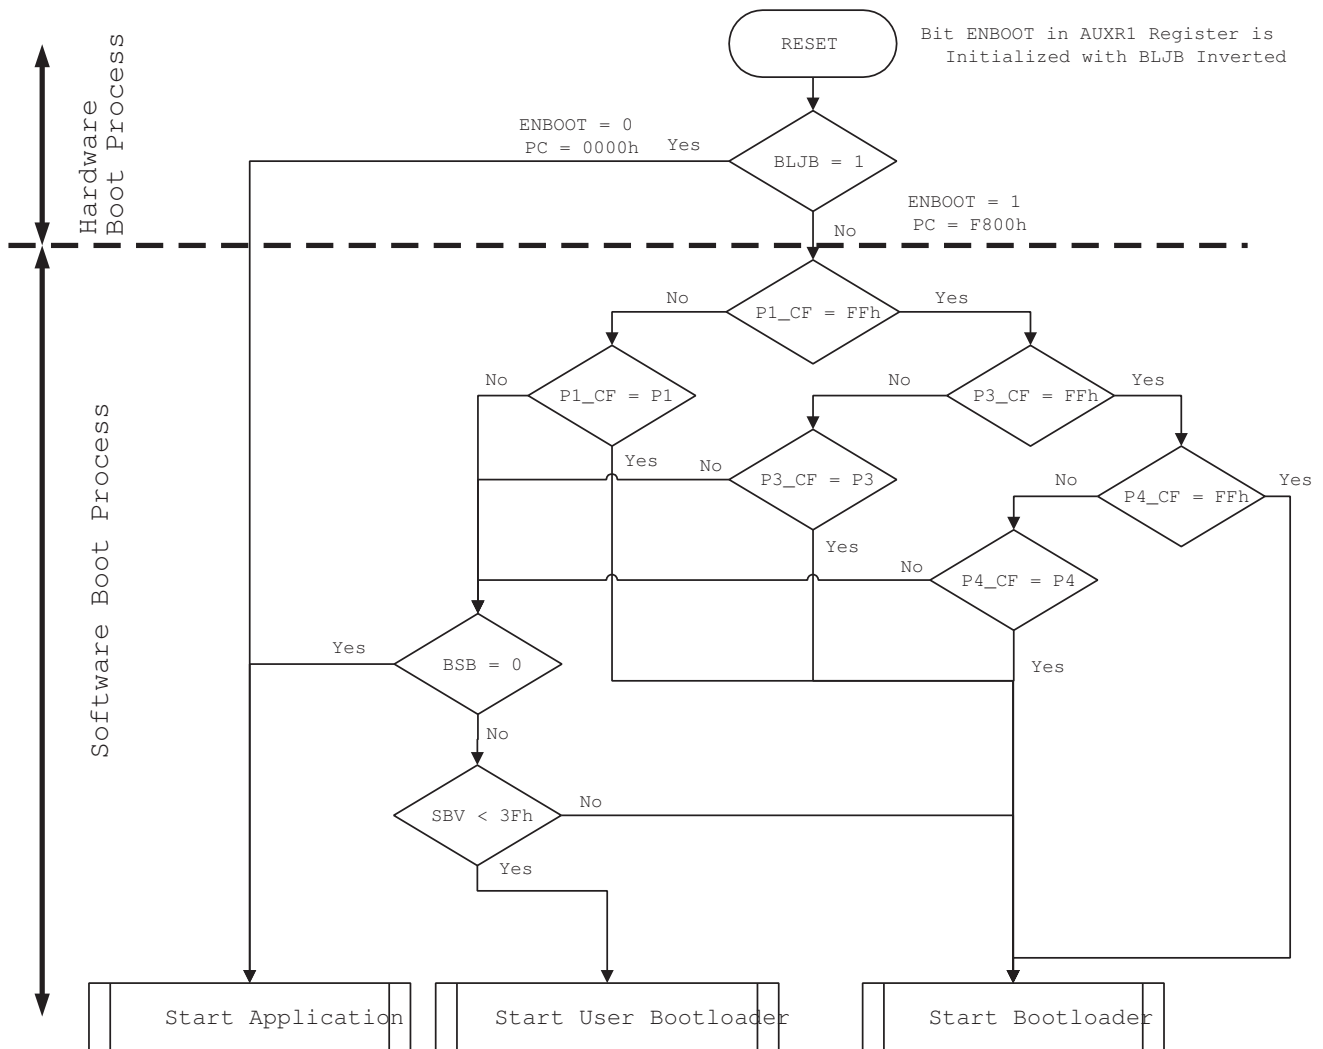 RESET
Bit ENBOOT in AUXR1 Register is
Initialized with BLJB Inverted
Hardware
Boot Process
ENBOOT = 0
PC = 0000h
Yes
BLJB = 1
ENBOOT = 1
PC = F800h
No
No
P1_CF = FFh
Yes
No
P1_CF = P1
No
P3_CF = FFh
Yes
Yes
No
P3_CF = P3
No
P4_CF = FFh
Yes
Yes
No
P4_CF = P4
Software Boot Process
Yes
BSB = 0
Yes
No
No
SBV < 3Fh
Yes
Start Application
Start User Bootloader
Start Bootloader